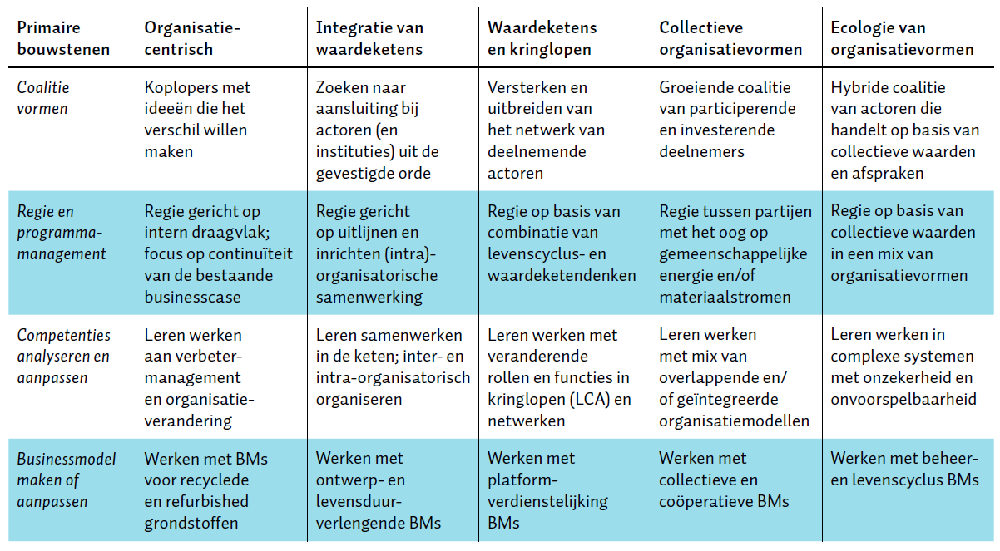 Primaire
bouwstenen
Organisatie-
centrisch
Integratie van
waardeketens
Waardeketens
en kringlopen
Collectieve
organisatievormen
Ecologie van
organisatievormen
Coalitie
vormen
Koplopers met
ideeën die het
verschil willen
maken
Zoeken naar
aansluiting bij
actoren (en
instituties) uit de
gevestigde orde
Versterken en
uitbreiden van
het netwerk van
deelnemende
actoren
Groeiende coalitie
van participerende
en investerende
deelnemers
Hybride coalitie
van actoren die
handelt op basis van
collectieve waarden
en afspraken
Regie en
programma-
management
Regie gericht op
intern draagvlak;
focus op continuïteit
van de bestaande
businesscase
Regie gericht
op uitlijnen en
inrichten (intra)-
organisatorische
samenwerking
Regie op basis van
combinatie van
levenscyclus- en
waardeketendenken
Regie tussen partijen
met het oog op
gemeenschappelijke
energie en/of
materiaalstromen
Regie op basis van
collectieve waarden
in een mix van
organisatievormen
Competenties
analyseren en
aanpassen
Leren werken
aan verbeter-
management
en organisatie-
verandering
Leren samenwerken
in de keten; inter- en
intra-organisatorisch
organiseren
Leren werken met
veranderende
rollen en functies in
kringlopen (LCA) en
netwerken
Leren werken
met mix van
overlappende en/
of geïntegreerde
organisatiemodellen
Leren werken in
complexe systemen
met onzekerheid en
onvoorspelbaarheid
Businessmodel
maken of
aanpassen
Werken met BMs
voor recyclede
en refurbished
grondstoffen
Werken met
ontwerp- en
levensduur-
verlengende BMs
Werken met
platform-
verdienstelijking
BMs
Werken met
collectieve en
coöperatieve BMs
Werken met beheer-
en levenscyclus BMs